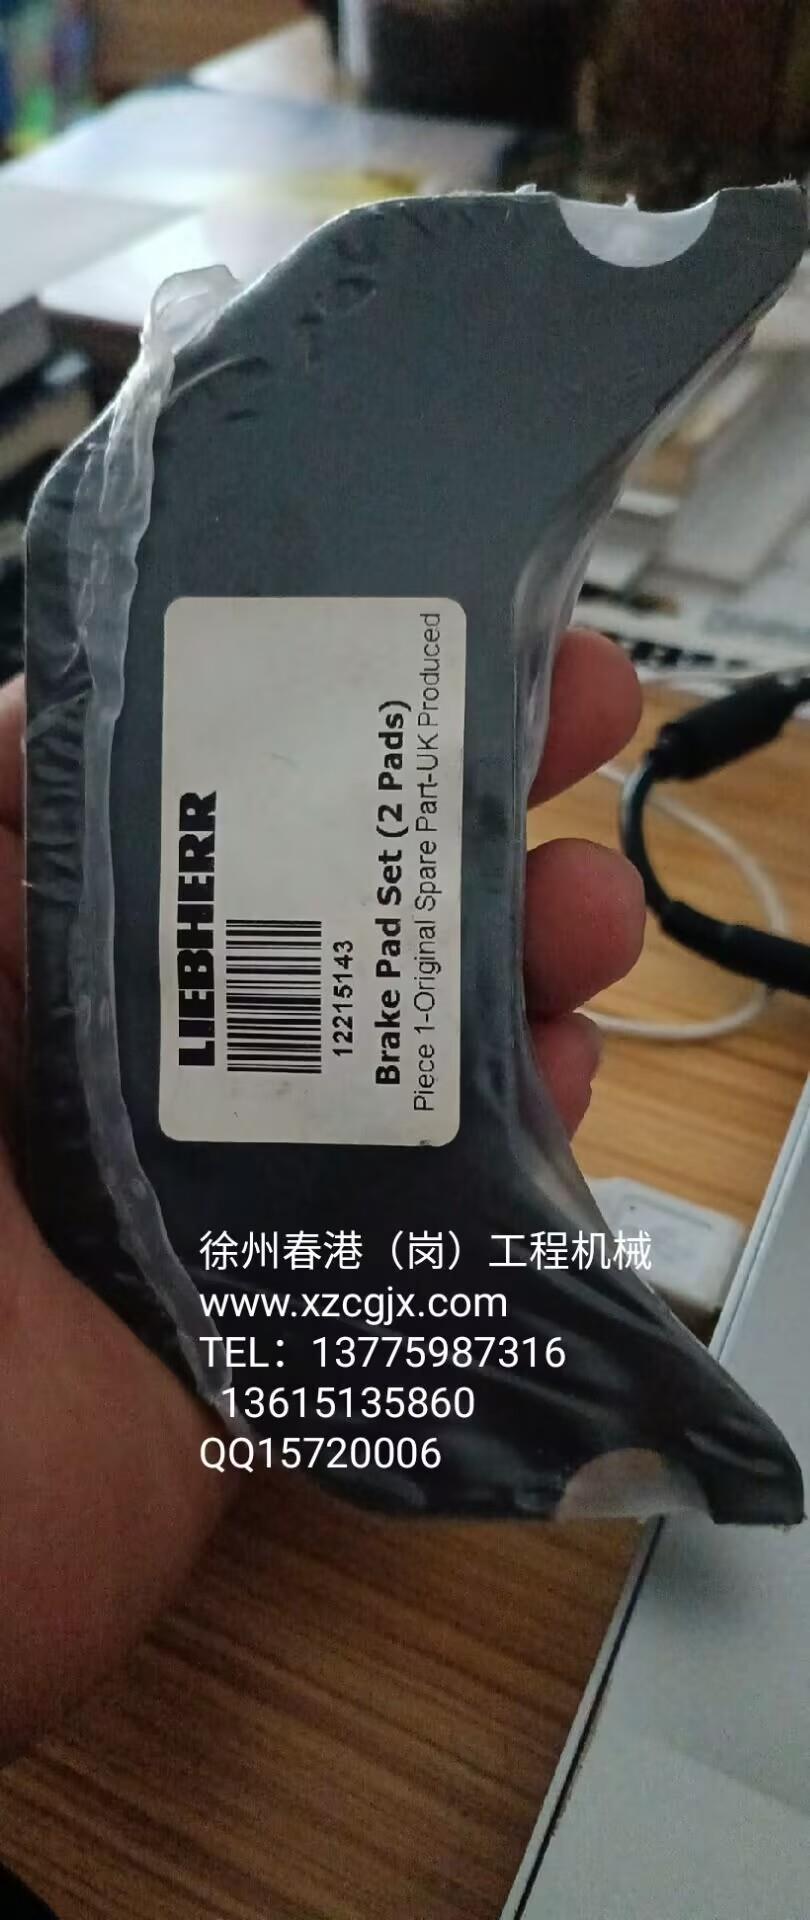 LIEBHERR
12215143
Brake Pad Set (2 Pads)
Piece 1-Original Spare Part-UK Produced
徐州春港（岗）工程机械
www.xzcgjx.com
TEL：13775987316
13615135860
QQ15720006